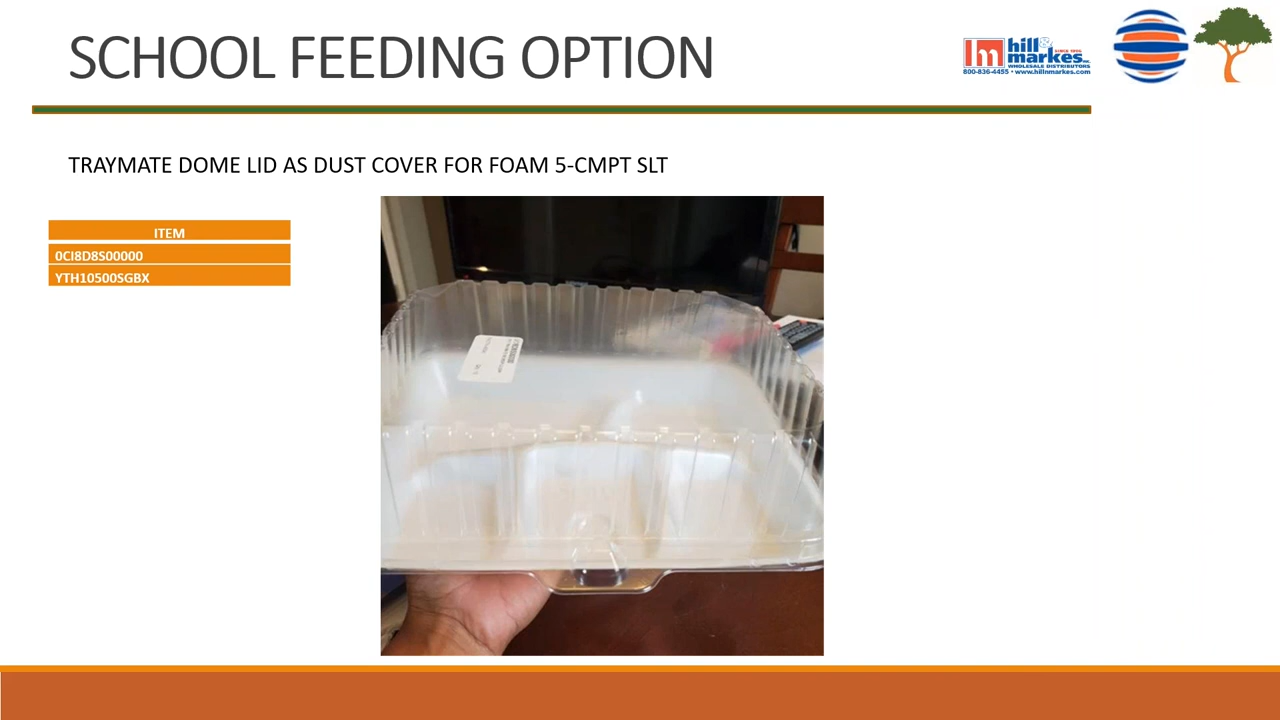 SCHOOL FEEDING OPTION
hill &
markes INC.
SINCE 1906
WHOLESALE DISTRIBUTORS
800-836-4455 • www.hillnmarkes.com
TRAYMATE DOME LID AS DUST COVER FOR FOAM 5-CMPT SLT
ITEM
0CI8D8S00000
YTH10500SGBX